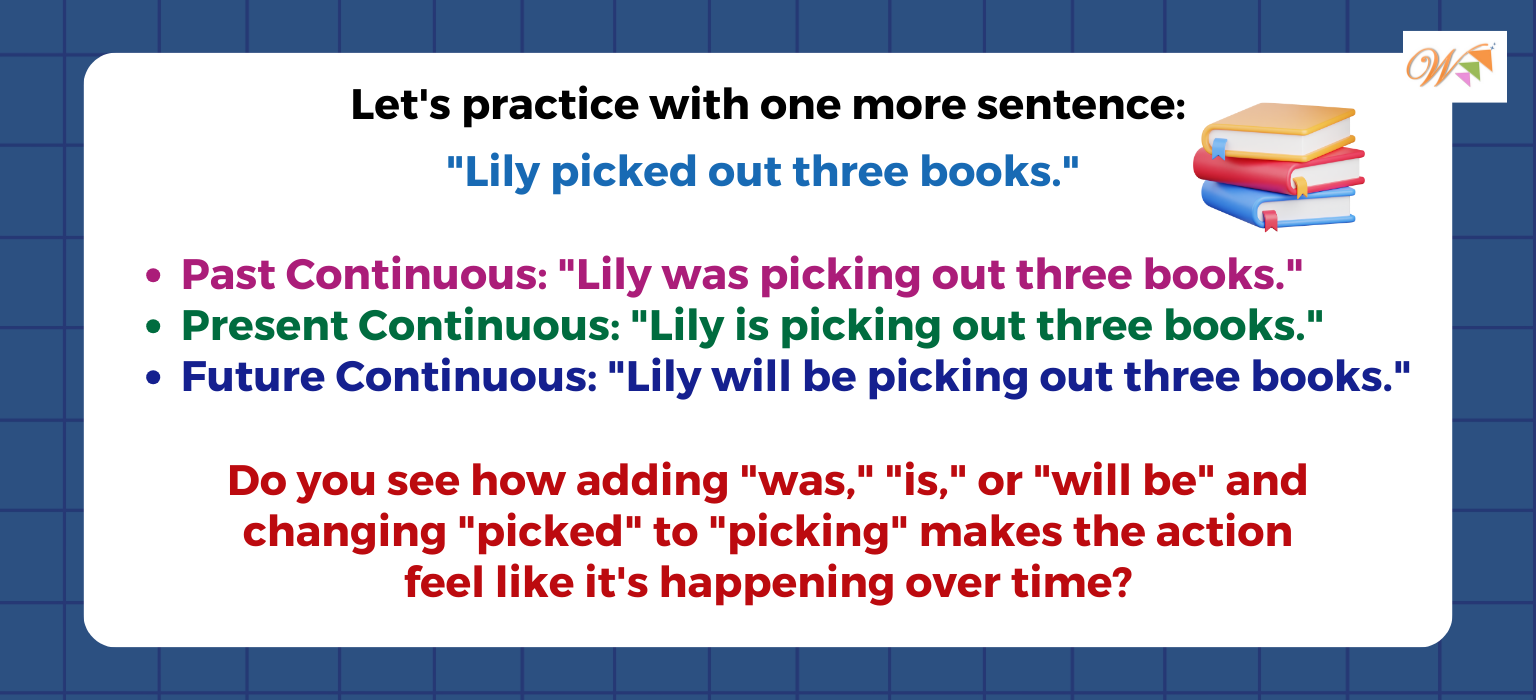 Let's practice with one more sentence:
"Lily picked out three books."
• Past Continuous: "Lily was picking out three books."
• Present Continuous: "Lily is picking out three books."
• Future Continuous: "Lily will be picking out three books."
Do you see how adding "was," "is," or "will be" and
changing "picked" to "picking" makes the action
feel like it's happening over time?
W